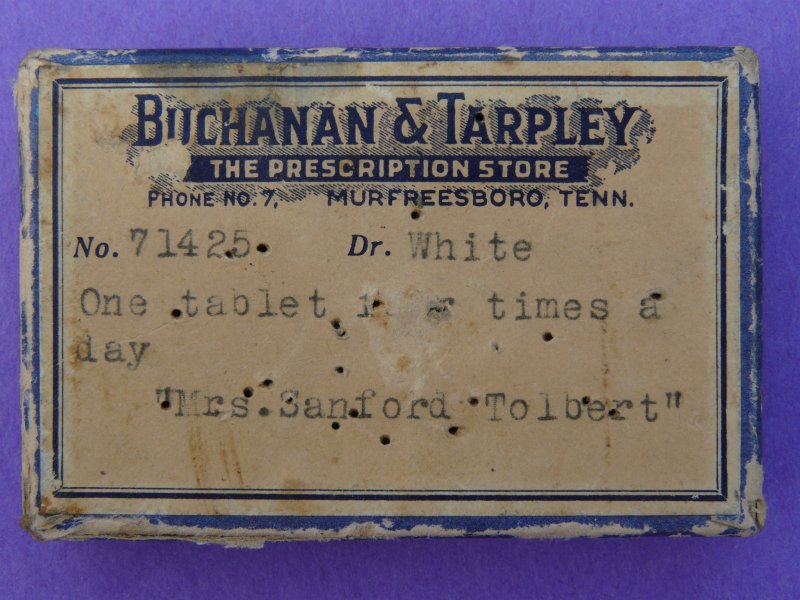 BUCHANAN & TARPLEY
THE PRESCRIPTION STORE
PHONE NO. 7, MURFREESBORO, TENN.
No. 71425 Dr. White
One tablet times a
day
"Mrs. Sanford Tolbert"